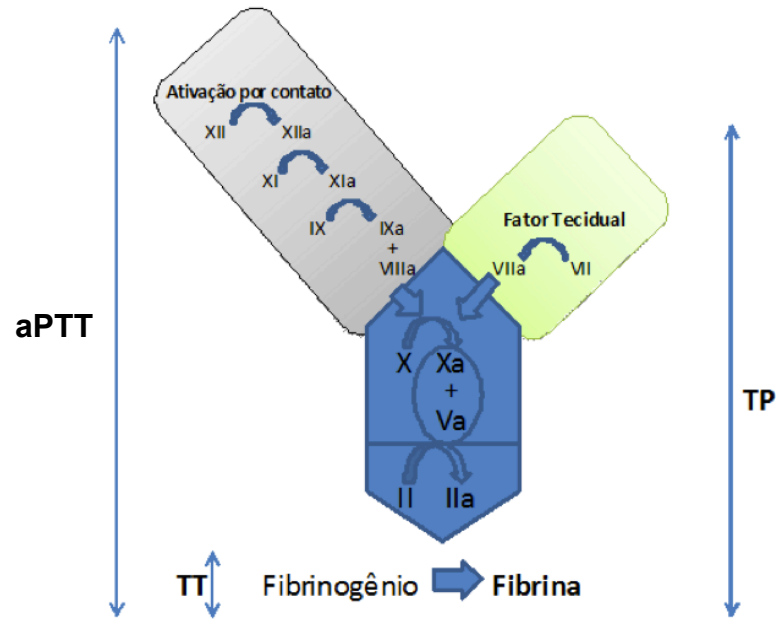 Ativação por contato
XII XIIa
XI XIa
IX IXa
+
VIIIa
Fator Tecidual
VIIa VII
aPTT
X Xa
+
Va
TP
II IIa
TT Fibrinogênio Fibrina